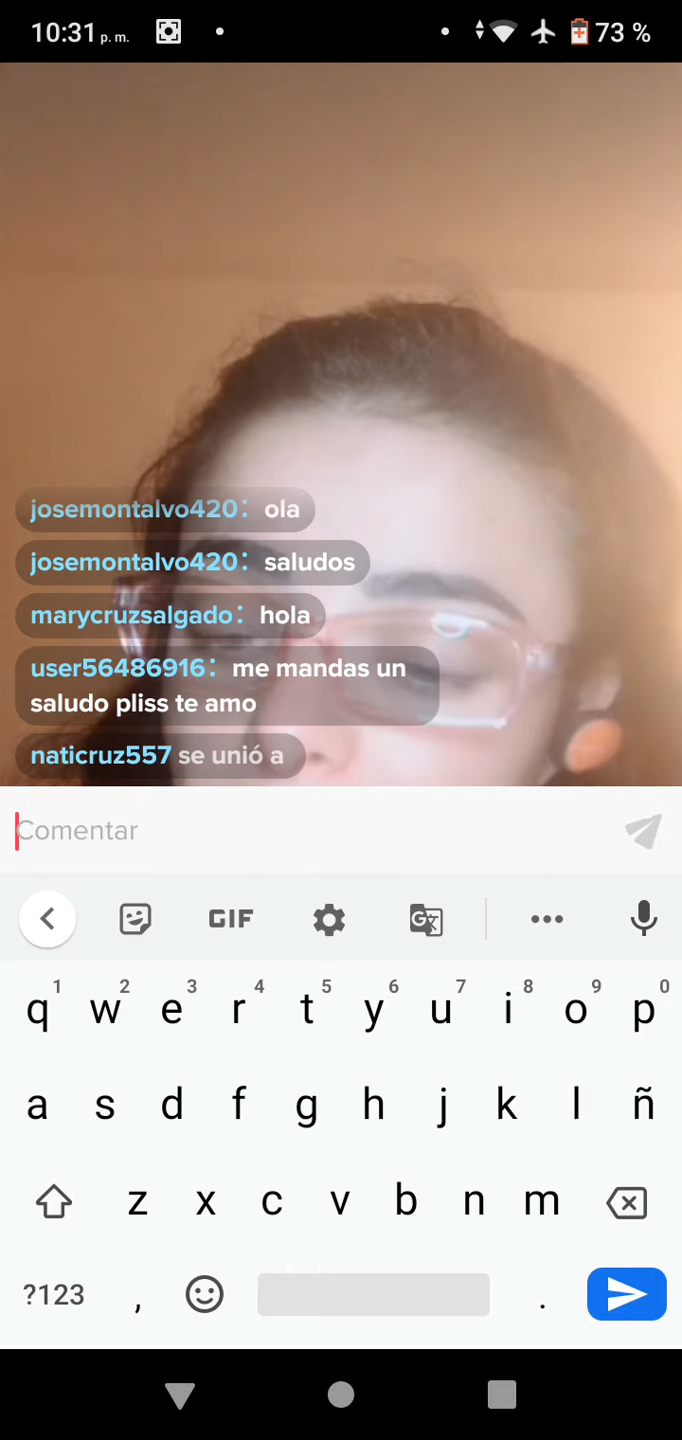 10:31 p. m. 73 %
josemontalvo420: ola
josemontalvo420: saludos
marycruzsalgado: hola
user56486916: me mandas un
saludo pliss te amo
naticruz557 se unió a
Comentar
GIF
1 2 3 4 5 6 7 8 9 0
q w e r t y u i o p
a s d f g h j k l ñ
z x c v b n m
?123 , .